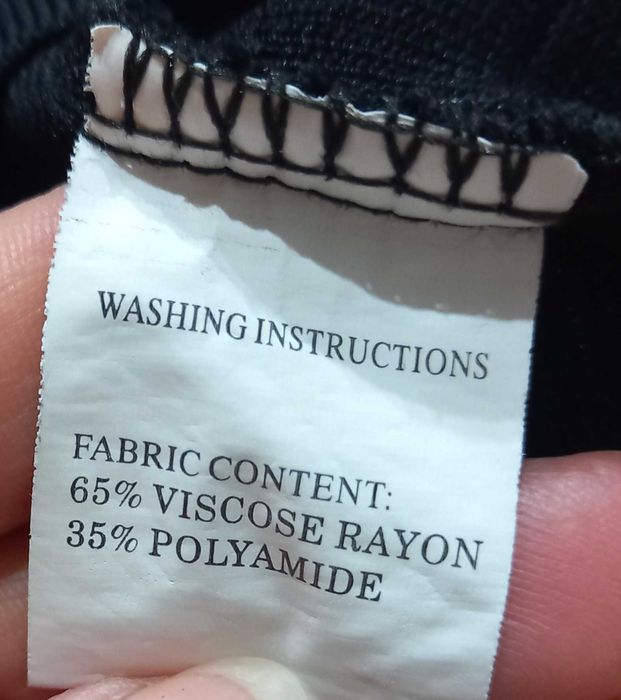 WASHING INSTRUCTIONS
FABRIC CONTENT:
65% VISCOSE RAYON
35% POLYAMIDE